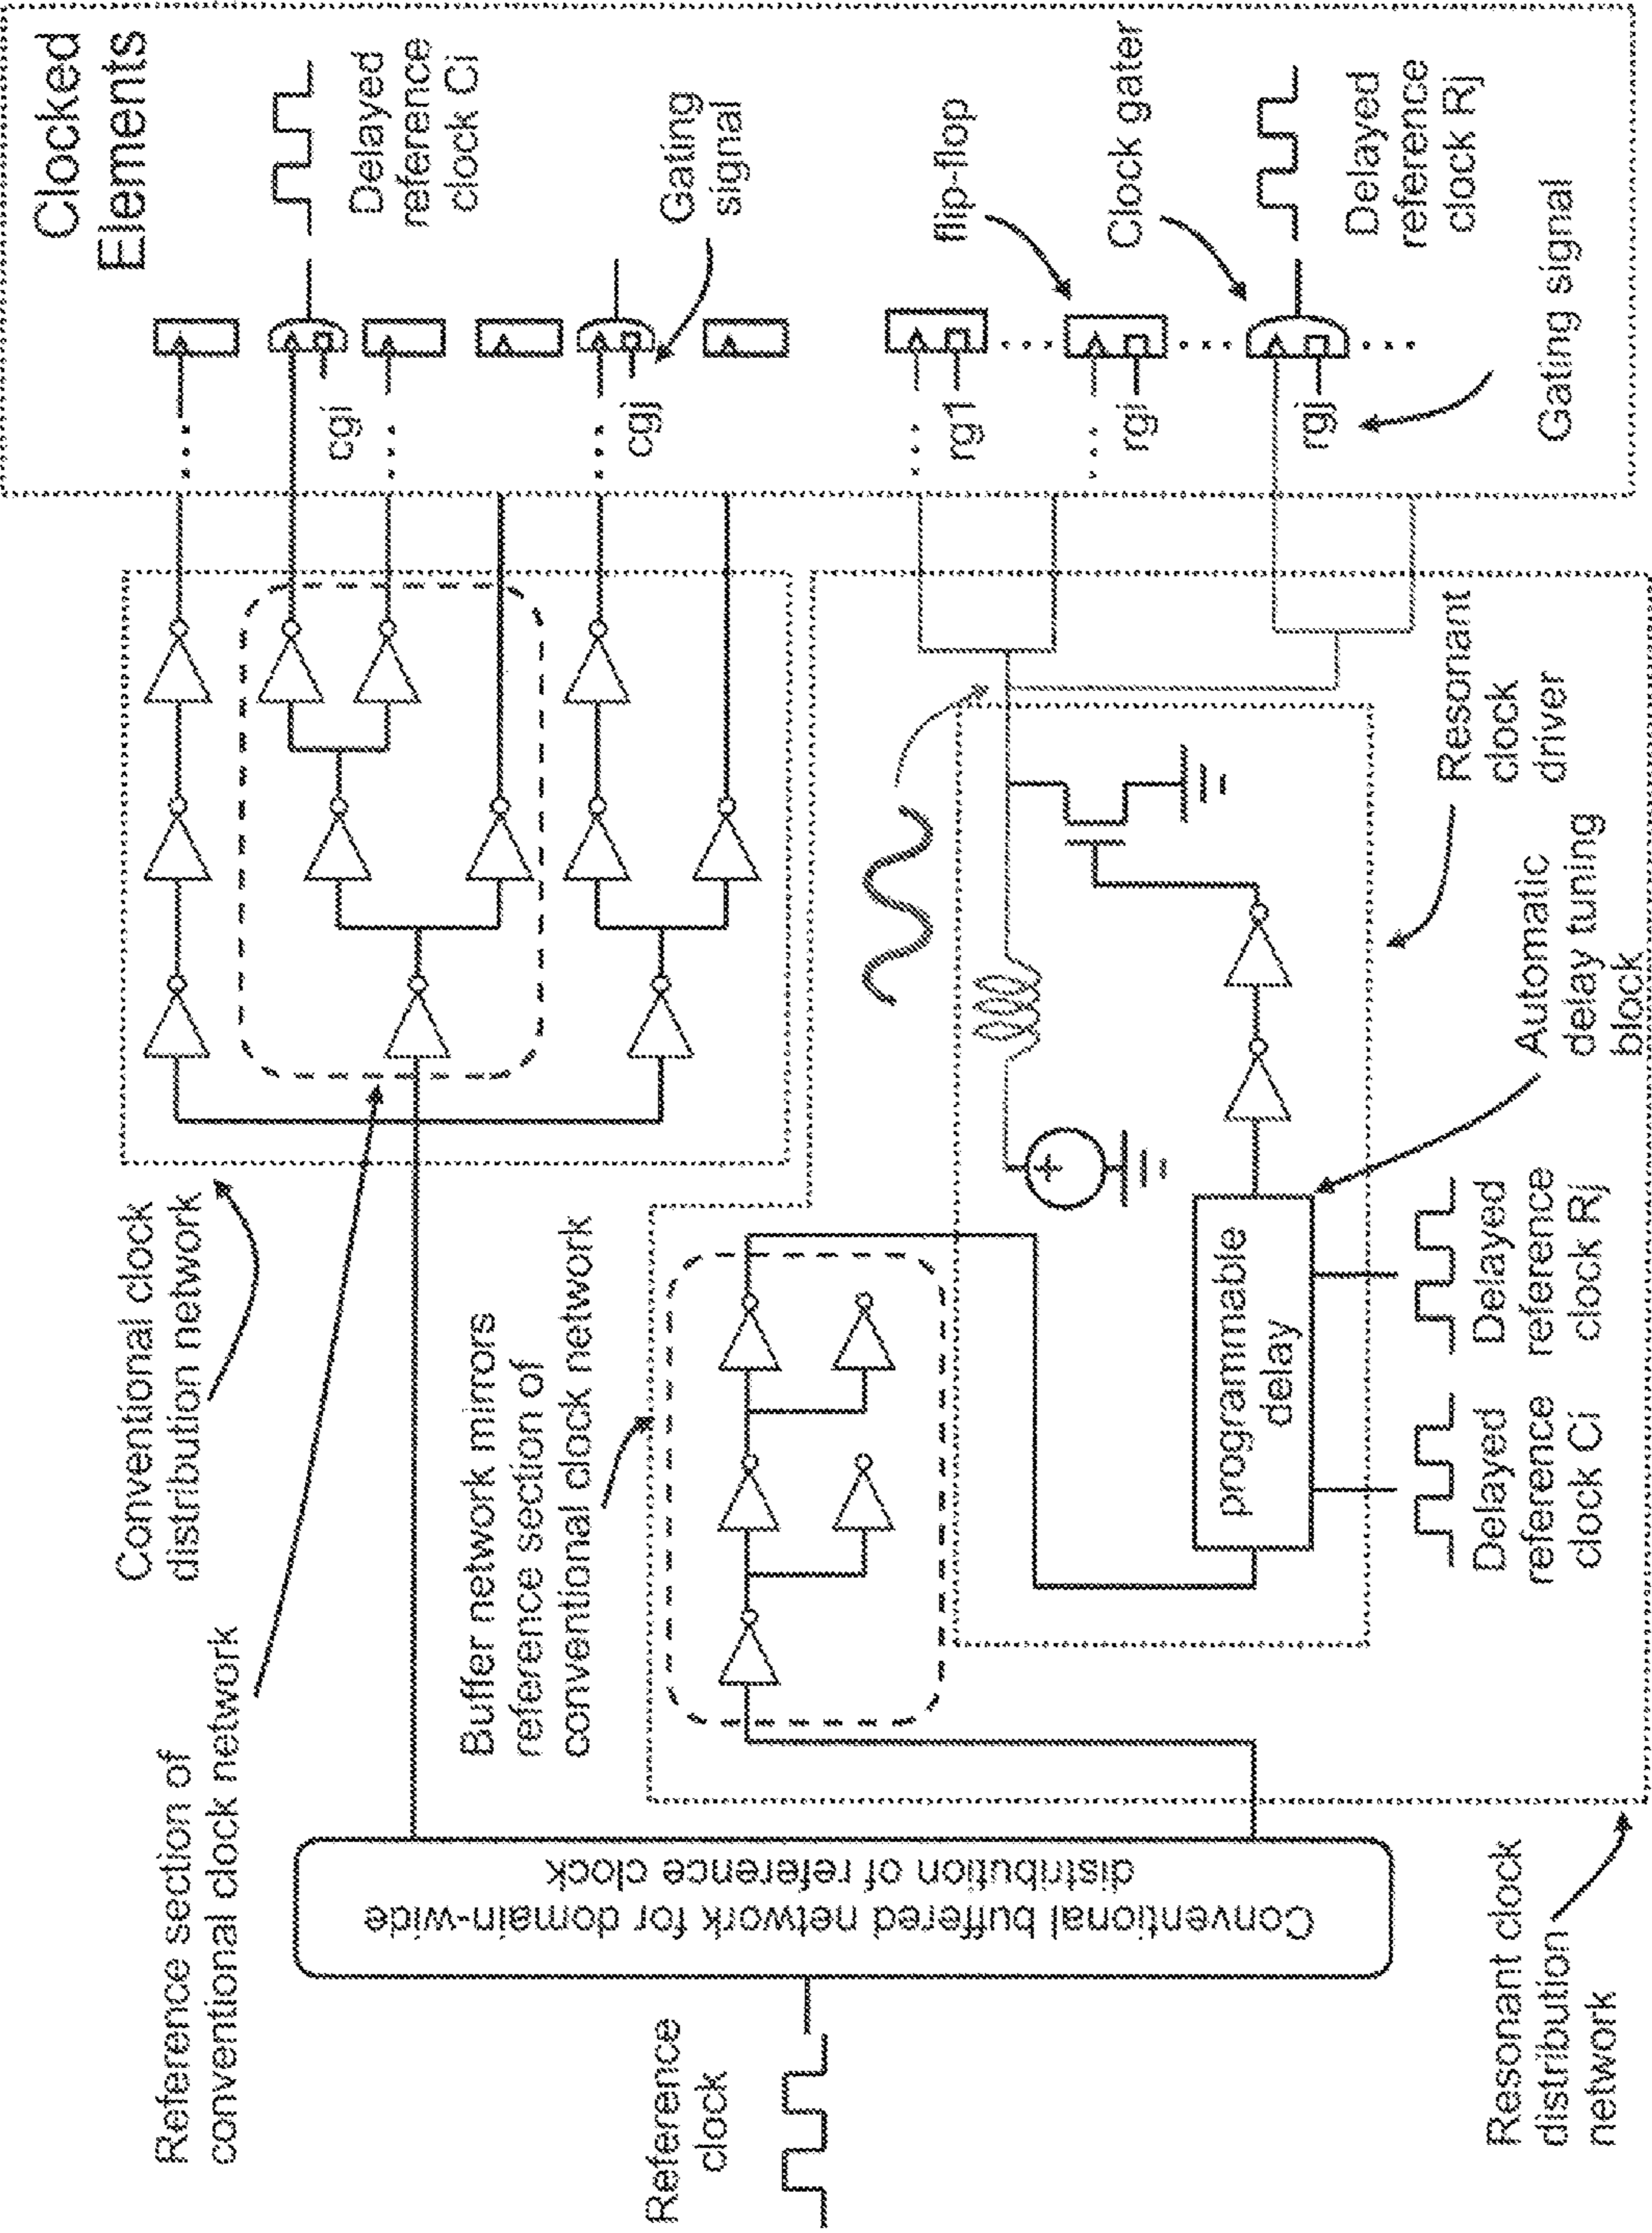 Clocked
Elements
Conventional clock
distribution network
Reference section of
conventional clock network
Delayed
reference
clock Ci
cgi
Buffer network mirrors
reference section of
conventional clock network
Gating
signal
cgj
Reference
clock
Conventional buffered network for domain-wide
distribution of reference clock
flip-flop
rg1
Clock gater
rgi
programmable
delay
rgj
Delayed
reference
clock Rj
Resonant
clock
driver
Gating signal
Automatic
delay tuning
block
Delayed
reference
clock Ci
Delayed
reference
clock Rj
Resonant clock
distribution
network